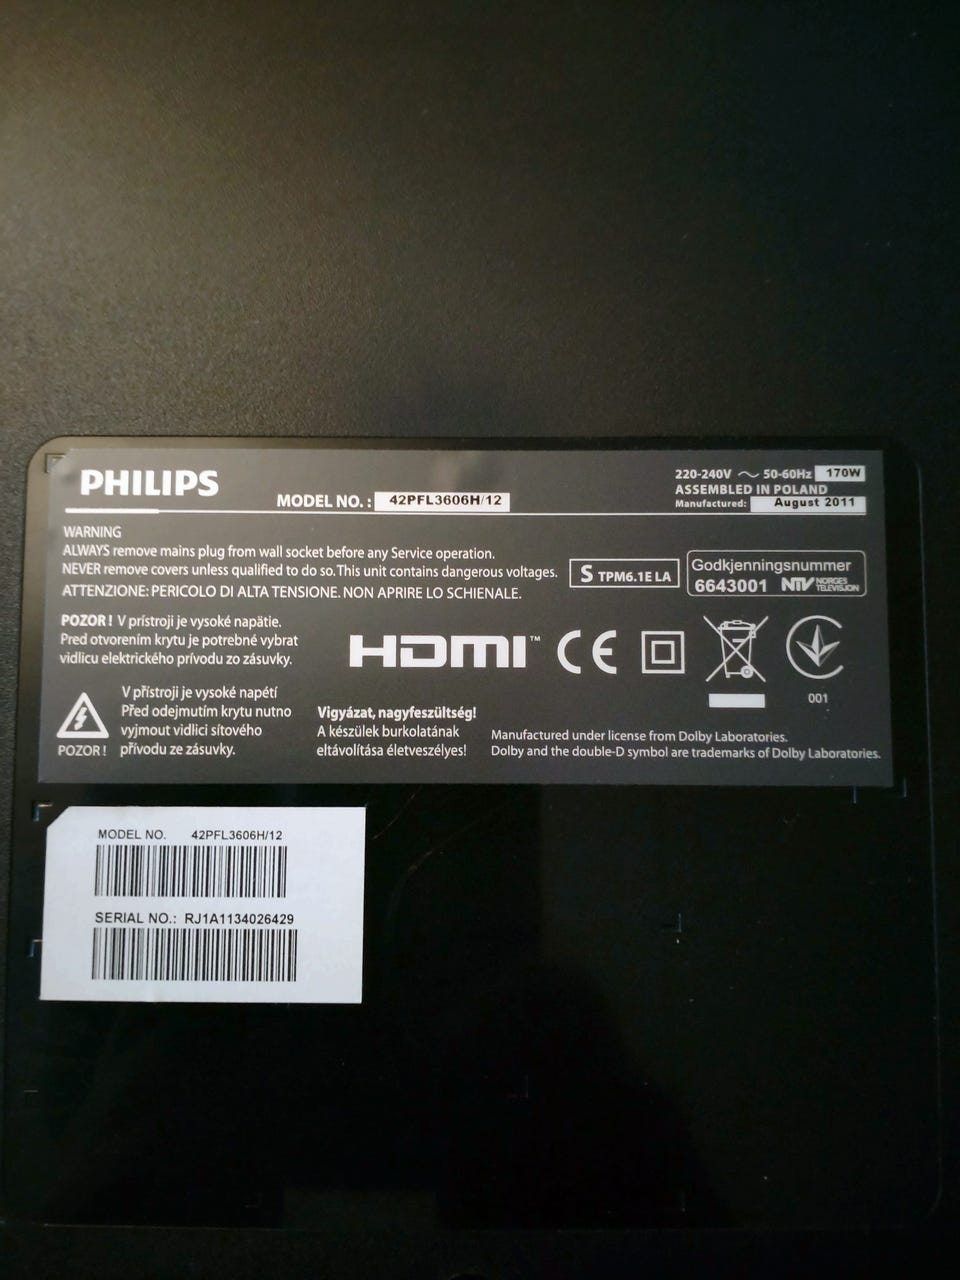 PHILIPS
MODEL NO. : 42PFL3606H/12
220-240V ~ 50-60Hz 170W
ASSEMBLED IN POLAND
Manufactured: August 2011
WARNING
ALWAYS remove mains plug from wall socket before any Service operation.
NEVER remove covers unless qualified to do so.This unit contains dangerous voltages.
ATTENZIONE: PERICOLO DI ALTA TENSIONE. NON APRIRE LO SCHIENALE.
S TPM6.1E LA
Godkjenningsnummer
6643001 NTV NORGES
TELEVISJON
POZOR ! V prístroji je vysoké napätie.
Pred otvorením krytu je potrebné vybrat
vidlicu elektrického prívodu zo zásuvky.
HDMI™ CE
001
V přístroji je vysoké napětí
Před odejmutím krytu nutno
vyjmout vidlici sítového
přívodu ze zásuvky.
POZOR !
Vigyázat, nagyfeszültség!
A készülek burkolatának
eltávolítása életveszélyes!
Manufactured under license from Dolby Laboratories.
Dolby and the double-D symbol are trademarks of Dolby Laboratories.
MODEL NO. 42PFL3606H/12
SERIAL NO.: RJ1A1134026429